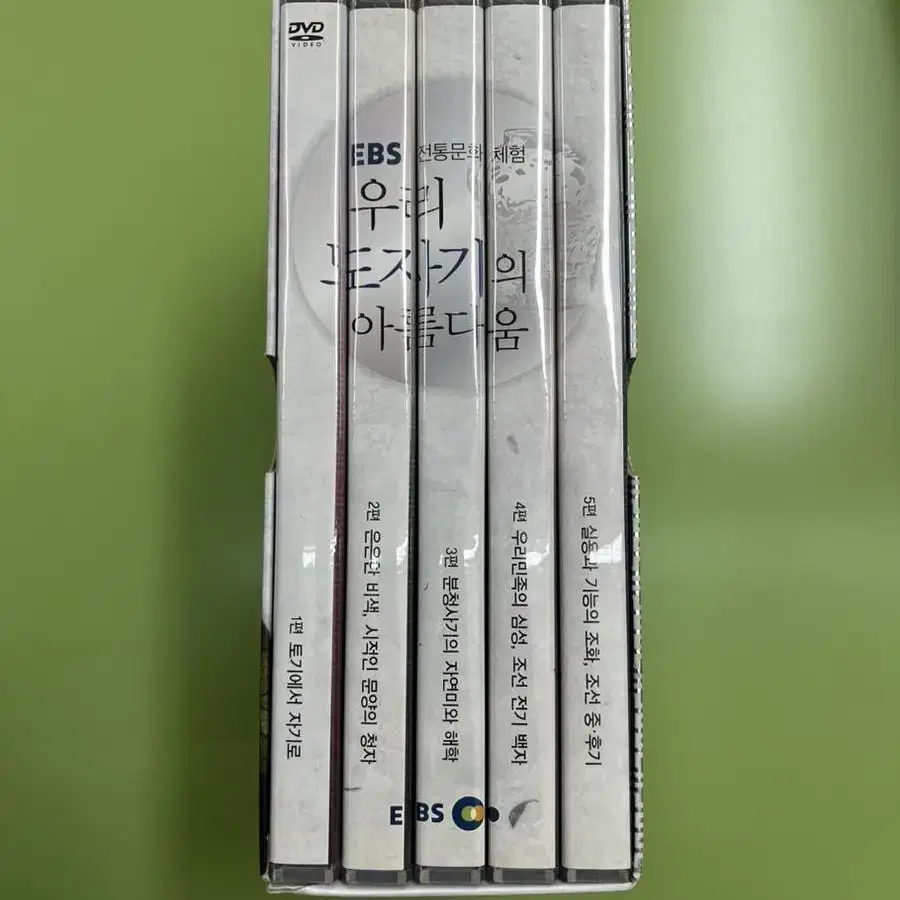 DVD
VIDEO
EBS 전통문화 체험
우리
도자기의
아름다움
1편 토기에서 자기로
2편 은은한 비색, 시적인 문양의 청자
3편 분청사기의 자연미와 해학
4편 우리민족의 심성, 조선 전기 백자
5편 실용과 기능의 조화, 조선 중·후기
EBS